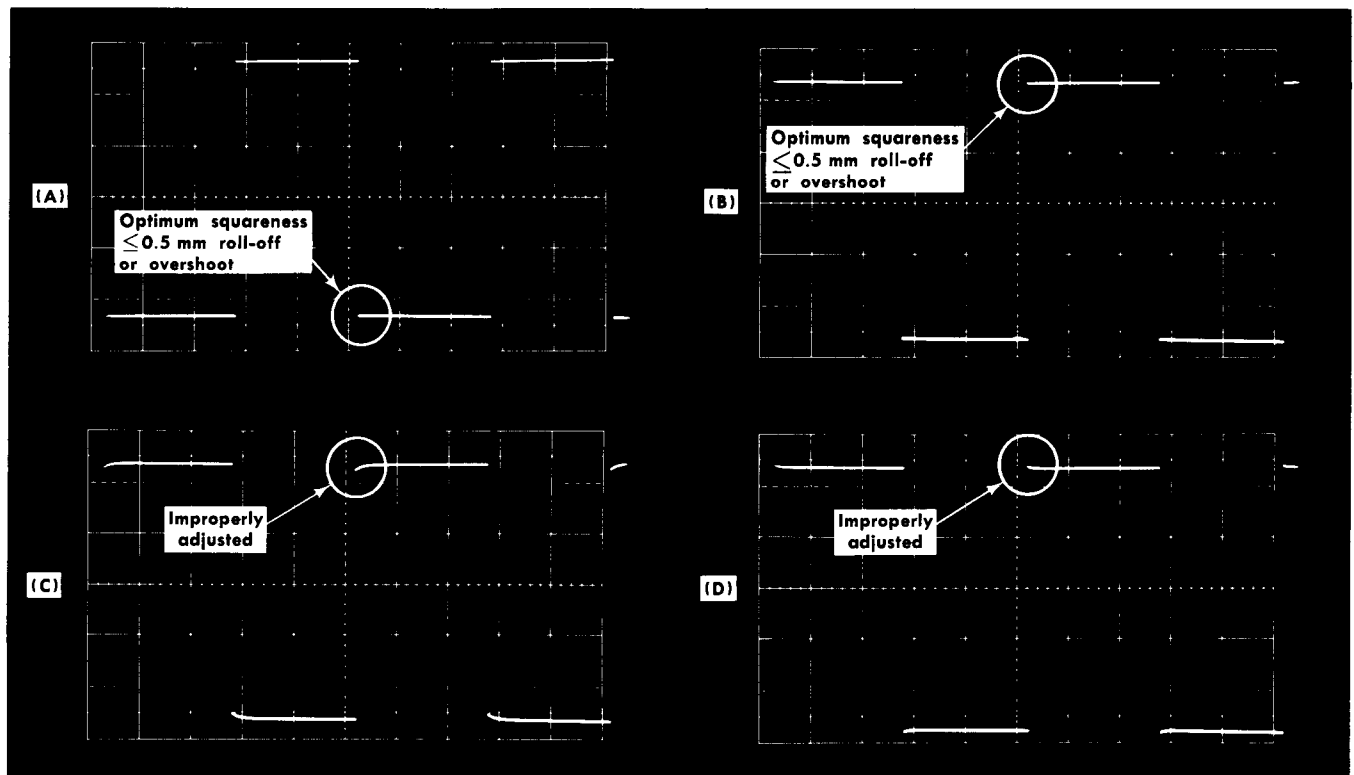 (A)
Optimum squareness
≤0.5 mm roll-off
or overshoot
(B)
Optimum squareness
≤0.5 mm roll-off
or overshoot
(C)
Improperly
adjusted
(D)
Improperly
adjusted